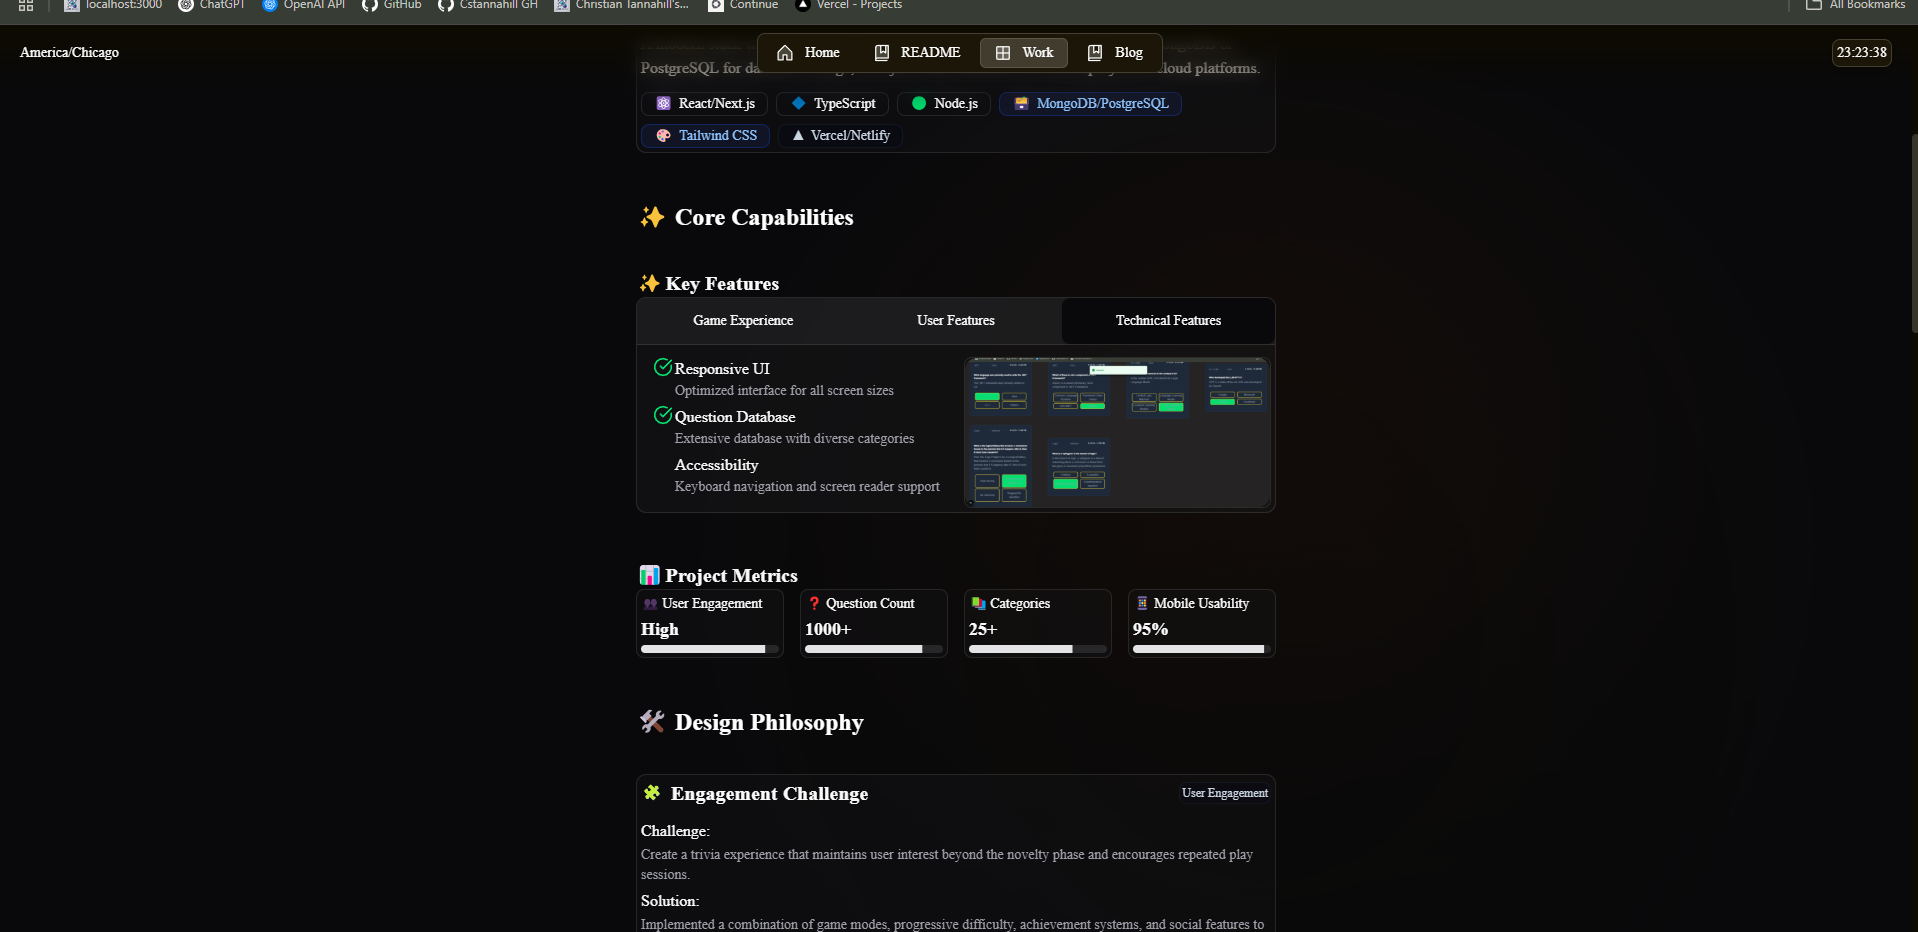 localhost:3000 ChatGPT OpenAI API GitHub Cstannahill GH Christian Tannahill's... Continue Vercel - Projects All Bookmarks
America/Chicago
Home README Work Blog
23:23:38
PostgreSQL for da cloud platforms.
React/Next.js TypeScript Node.js MongoDB/PostgreSQL
Tailwind CSS Vercel/Netlify
Core Capabilities
Key Features
Game Experience User Features Technical Features
Responsive UI
Optimized interface for all screen sizes
Question Database
Extensive database with diverse categories
Accessibility
Keyboard navigation and screen reader support
Project Metrics
User Engagement
High
Question Count
1000+
Categories
25+
Mobile Usability
95%
Design Philosophy
Engagement Challenge
User Engagement
Challenge:
Create a trivia experience that maintains user interest beyond the novelty phase and encourages repeated play
sessions.
Solution:
Implemented a combination of game modes, progressive difficulty, achievement systems, and social features to